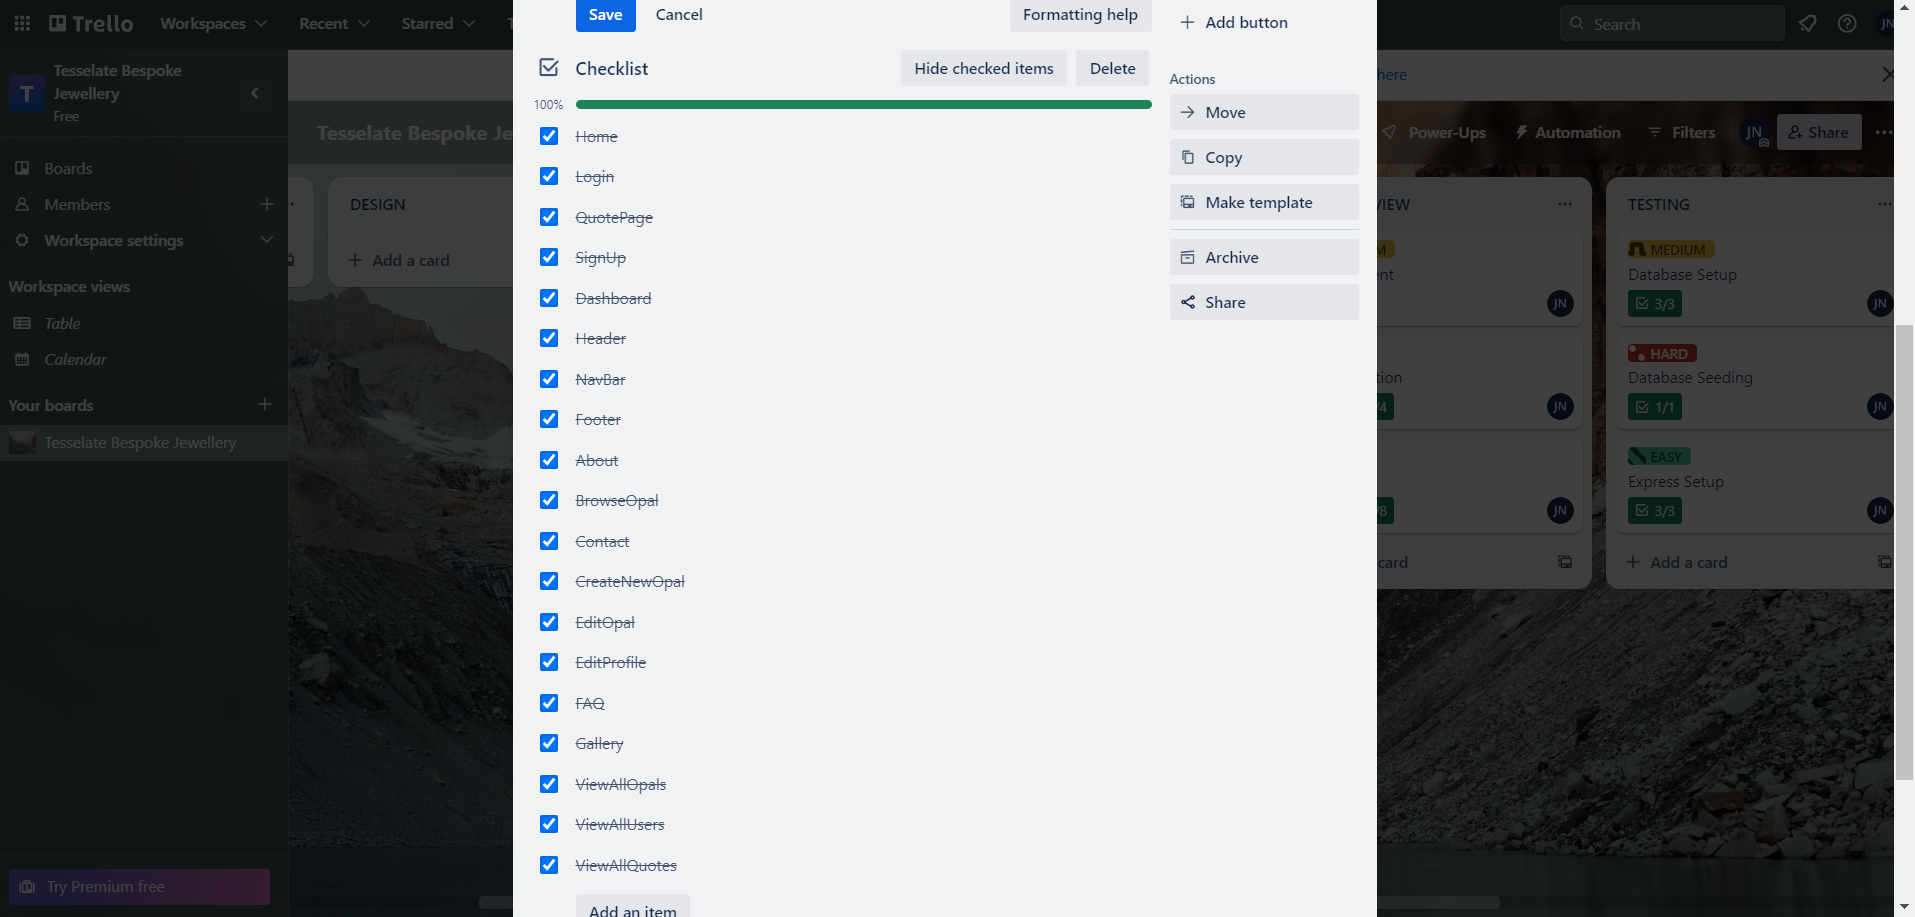 Trello
Workspaces
Recent
Starred
Search
JN
Tesselate Bespoke
Jewellery
T
Free
Boards
Members
Workspace settings
Workspace views
Table
Calendar
Your boards
Tesselate Bespoke Jewellery
Try Premium free
Tesselate Bespoke Je
DESIGN
Add a card
Save
Cancel
Formatting help
Checklist
Hide checked items
Delete
100%
Home
Login
QuotePage
SignUp
Dashboard
Header
NavBar
Footer
About
BrowseOpal
Contact
CreateNewOpal
EditOpal
EditProfile
FAQ
Gallery
ViewAllOpals
ViewAllUsers
ViewAllQuotes
Add an item
Add button
Actions
Move
Copy
Make template
Archive
Share
here
Power-Ups
Automation
Filters
JN
Share
IEW
M
ent
JN
tion
/4
JN
/8
JN
card
TESTING
MEDIUM
Database Setup
3/3
JN
HARD
Database Seeding
1/1
JN
EASY
Express Setup
3/3
JN
Add a card